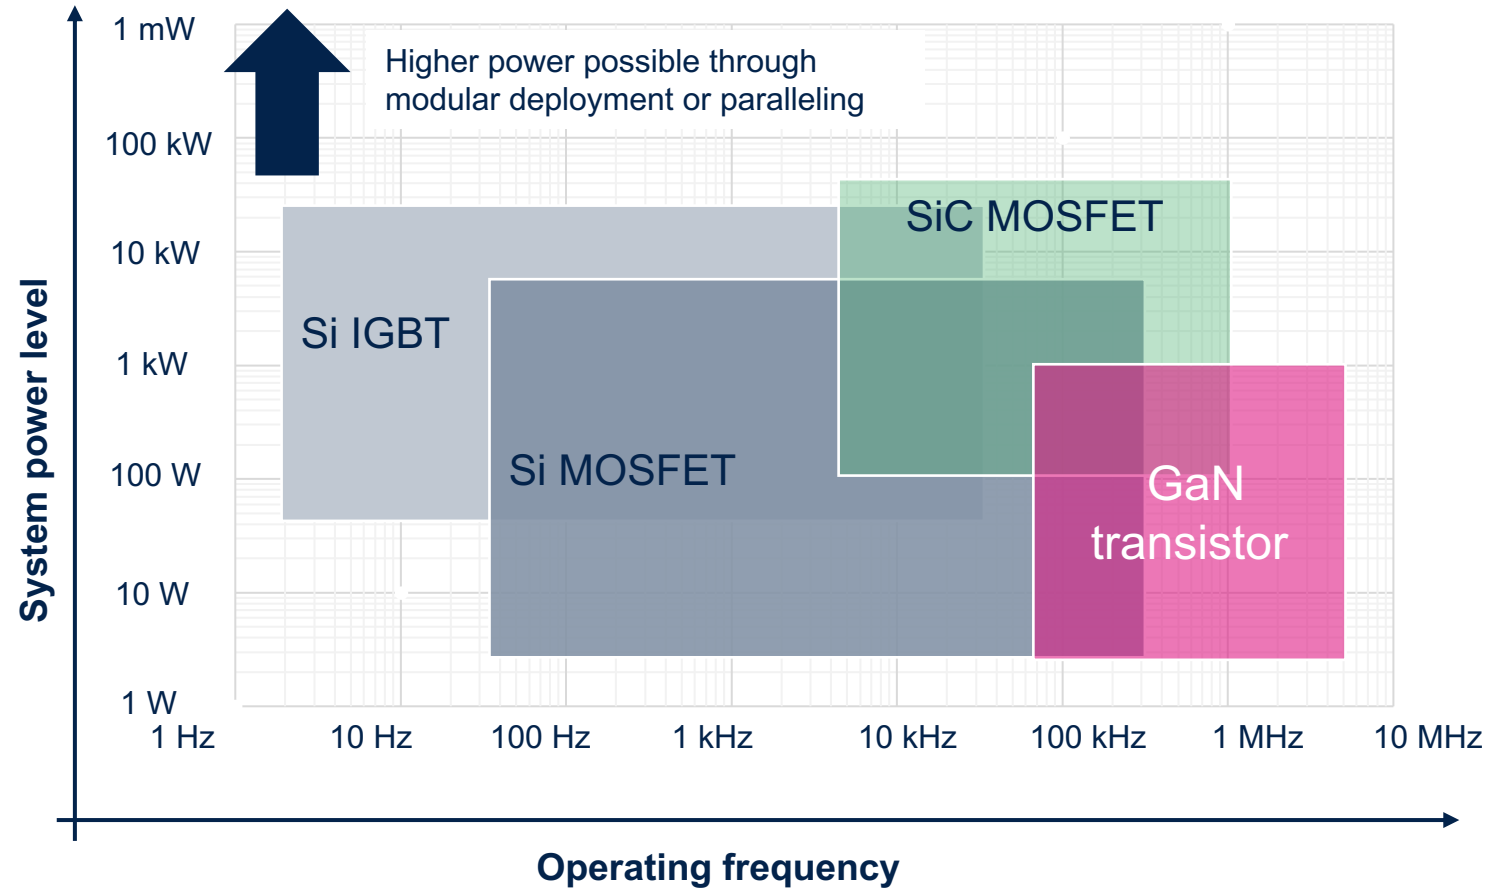 1 mW
Higher power possible through
modular deployment or paralleling
100 kW
SiC MOSFET
10 kW
Si IGBT
1 kW
Si MOSFET
100 W
GaN
transistor
10 W
1 W
System power level
1 Hz
10 Hz
100 Hz
1 kHz
10 kHz
100 kHz
1 MHz
10 MHz
Operating frequency